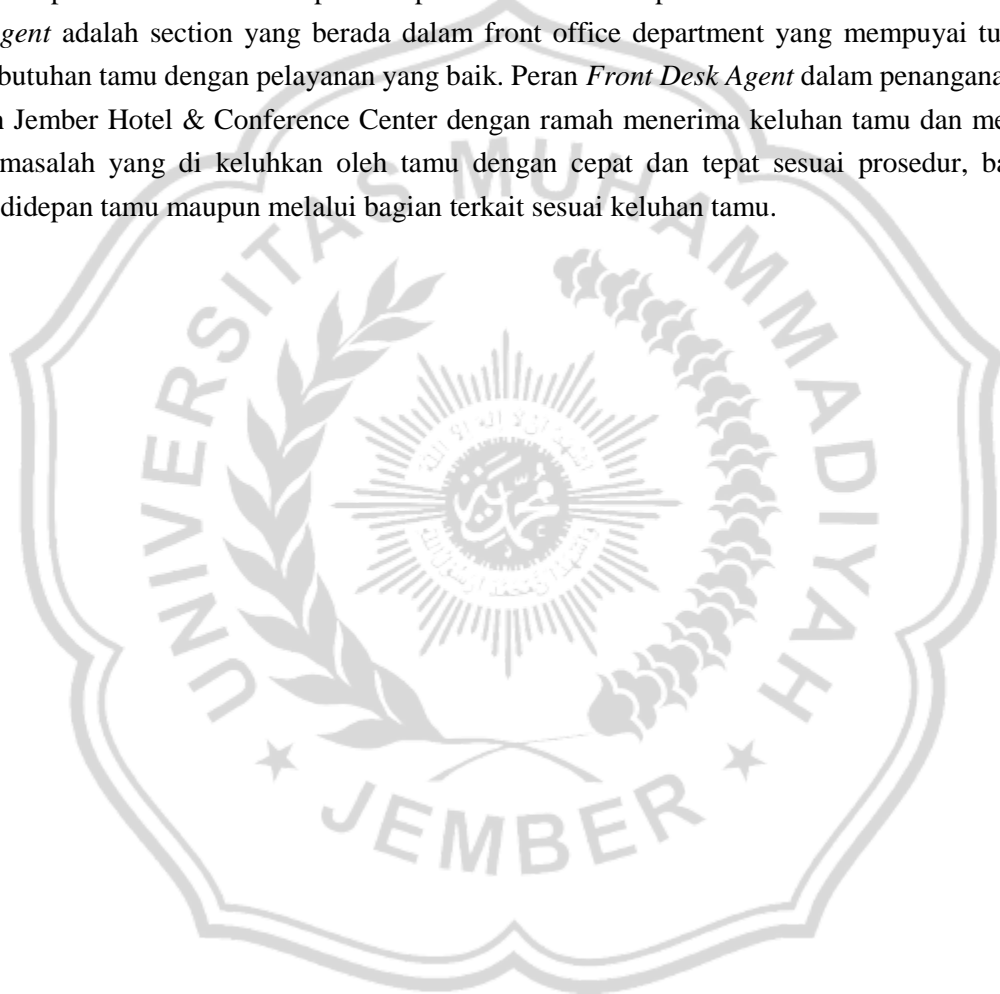 gent adalah section yang berada dalam front office department yang mempuyai tu
butuhan tamu dengan pelayanan yang baik. Peran Front Desk Agent dalam penangana
Jember Hotel & Conference Center dengan ramah menerima keluhan tamu dan me
masalah yang di keluhkan oleh tamu dengan cepat dan tepat sesuai prosedur, ba
didepan tamu maupun melalui bagian terkait sesuai keluhan tamu.
UNIVERSITAS MUHAMMADIYAH
JEMBER